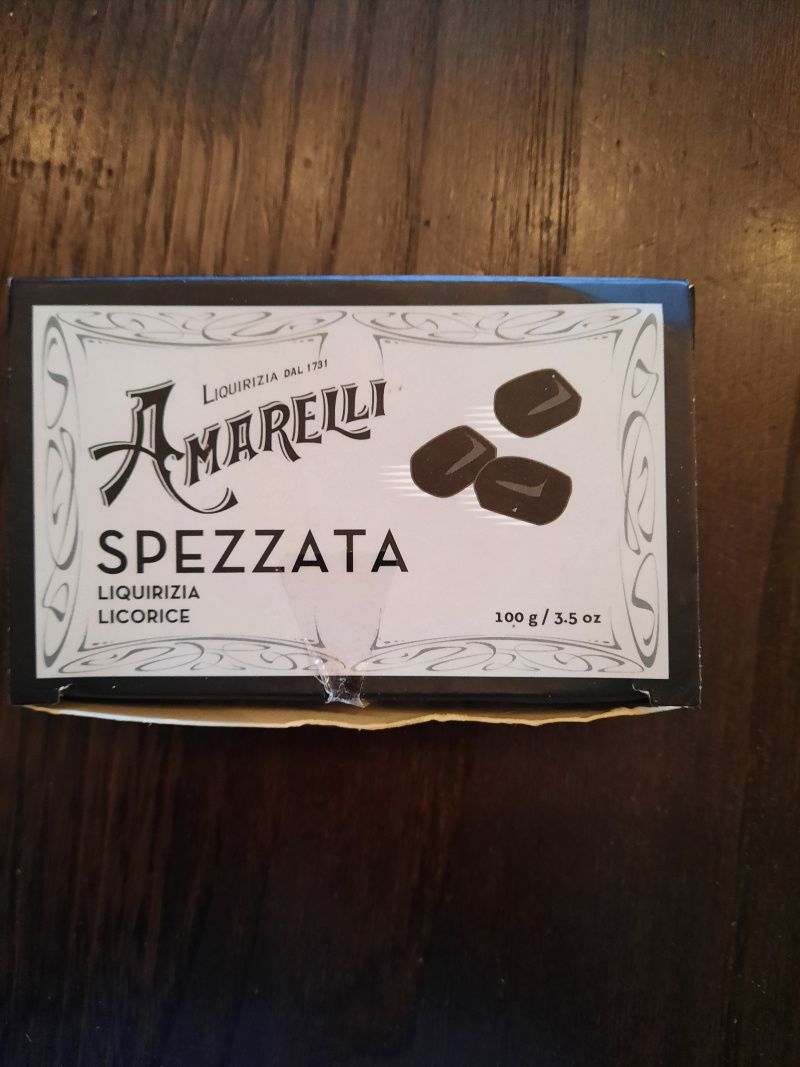 LIQUIRIZIA DAL 1731
AMARELLI
SPEZZATA
LIQUIRIZIA
LICORICE
100 g / 3.5 oz